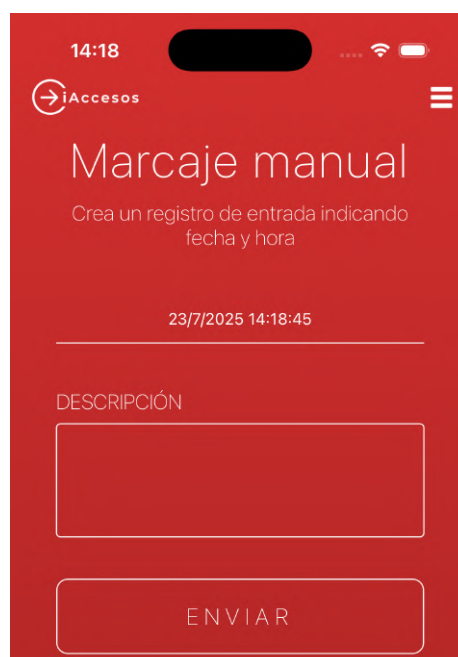 14:18
iAccesos
Marcaje manual
Crea un registro de entrada indicando
fecha y hora
23/7/2025 14:18:45
DESCRIPCIÓN
ENVIAR